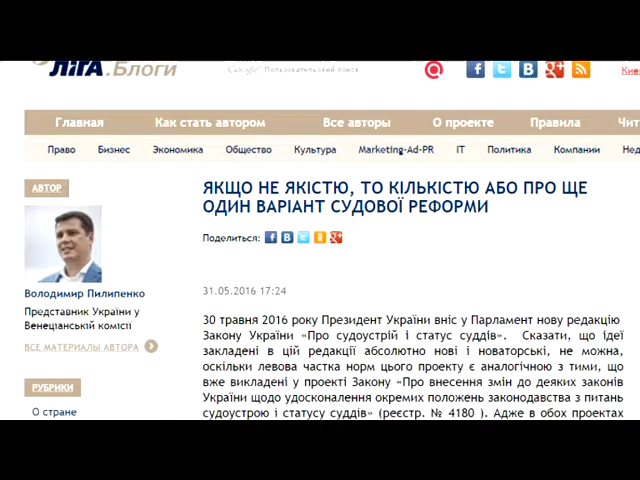 ЛІГА.Блоги
Google Пользовательский поиск
Главная Как стать автором Все авторы О проекте Правила Чит
Право Бизнес Экономика Общество Культура Marketing-Ad-PR IT Политика Компании Нед
АВТОР
Володимир Пилипенко
Представник України у
Венеціанській комісії
ВСЕ МАТЕРИАЛЫ АВТОРА
РУБРИКИ
О стране
ЯКЩО НЕ ЯКІСТЮ, ТО КІЛЬКІСТЮ АБО ПРО ЩЕ
ОДИН ВАРІАНТ СУДОВОЇ РЕФОРМИ
Поделиться:
31.05.2016 17:24
30 травня 2016 року Президент України вніс у Парламент нову редакцію
Закону України «Про судоустрій і статус суддів». Сказати, що ідеї
закладені в цій редакції абсолютно нові і новаторські, не можна,
оскільки левова частка норм цього проекту є аналогічною з тими, що
вже викладені у проекті Закону «Про внесення змін до деяких законів
України щодо удосконалення окремих положень законодавства з питань
судоустрою і статусу суддів» (реєстр. № 4180 ). Адже в обох проектах